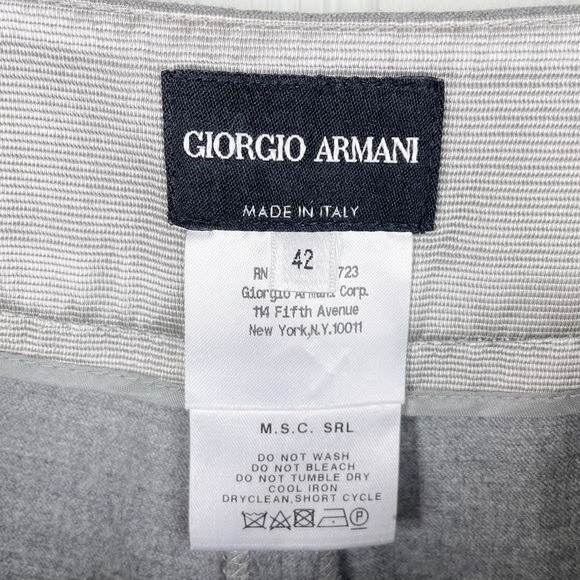 GIORGIO ARMANI
MADE IN ITALY
42
RN 723
Giorgio Armani Corp.
114 Fifth Avenue
New York,N.Y.10011
M.S.C. SRL
DO NOT WASH
DO NOT BLEACH
DO NOT TUMBLE DRY
COOL IRON
DRYCLEAN,SHORT CYCLE
P